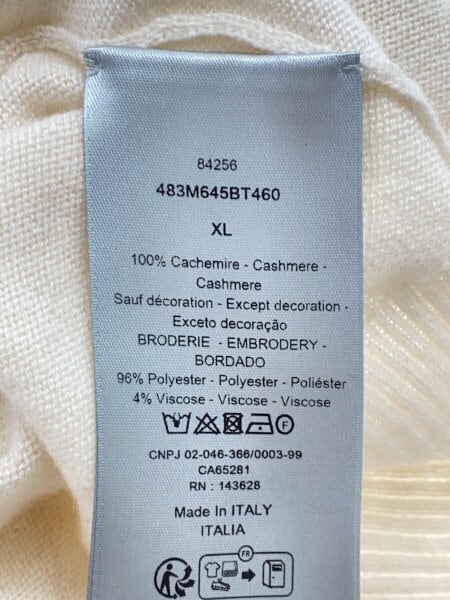 84256
483M645BT460
XL
100% Cachemire - Cashmere -
Cashmere
Sauf décoration - Except decoration -
Exceto decoração
BRODERIE - EMBRODERY -
BORDADO
96% Polyester - Polyester - Poliéster
4% Viscose - Viscose - Viscose
F
CNPJ 02-046-366/0003-99
CA65281
RN : 143628
Made In ITALY
ITALIA
FR